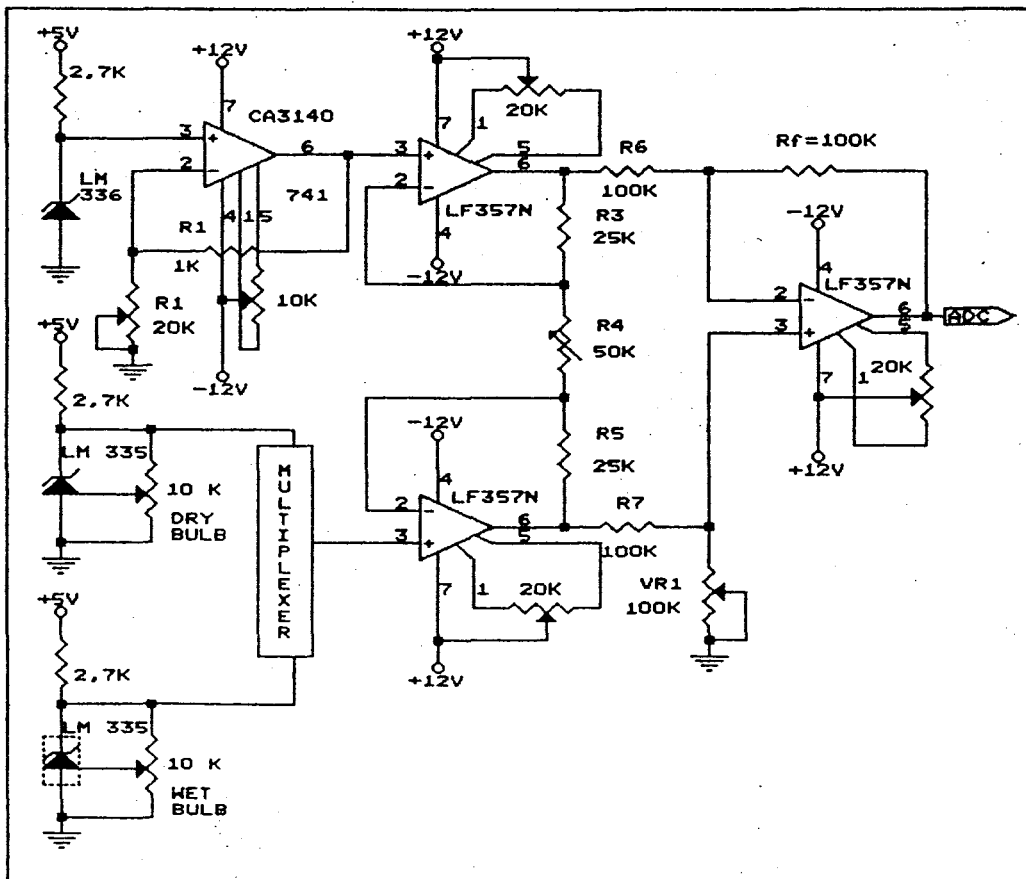 +5V
2,7K
+12V
7
CA3140
3
+
2
-
6
741
4
1
5
LM
336
R1
1K
R1
20K
10K
-12V
+12V
20K
7
1
3
+
2
-
5
6
LF357N
4
-12V
R6
100K
Rf=100K
R3
25K
R4
50K
R5
25K
-12V
4
LF357N
2
-
3
+
6
5
ADC
7
1
20K
+12V
+5V
2,7K
LM 335
10 K
DRY
BULB
MULTIPLEXER
-12V
4
LF357N
2
-
3
+
6
5
R7
100K
7
1
20K
+12V
VR1
100K
+5V
2,7K
LM 335
10 K
WET
BULB